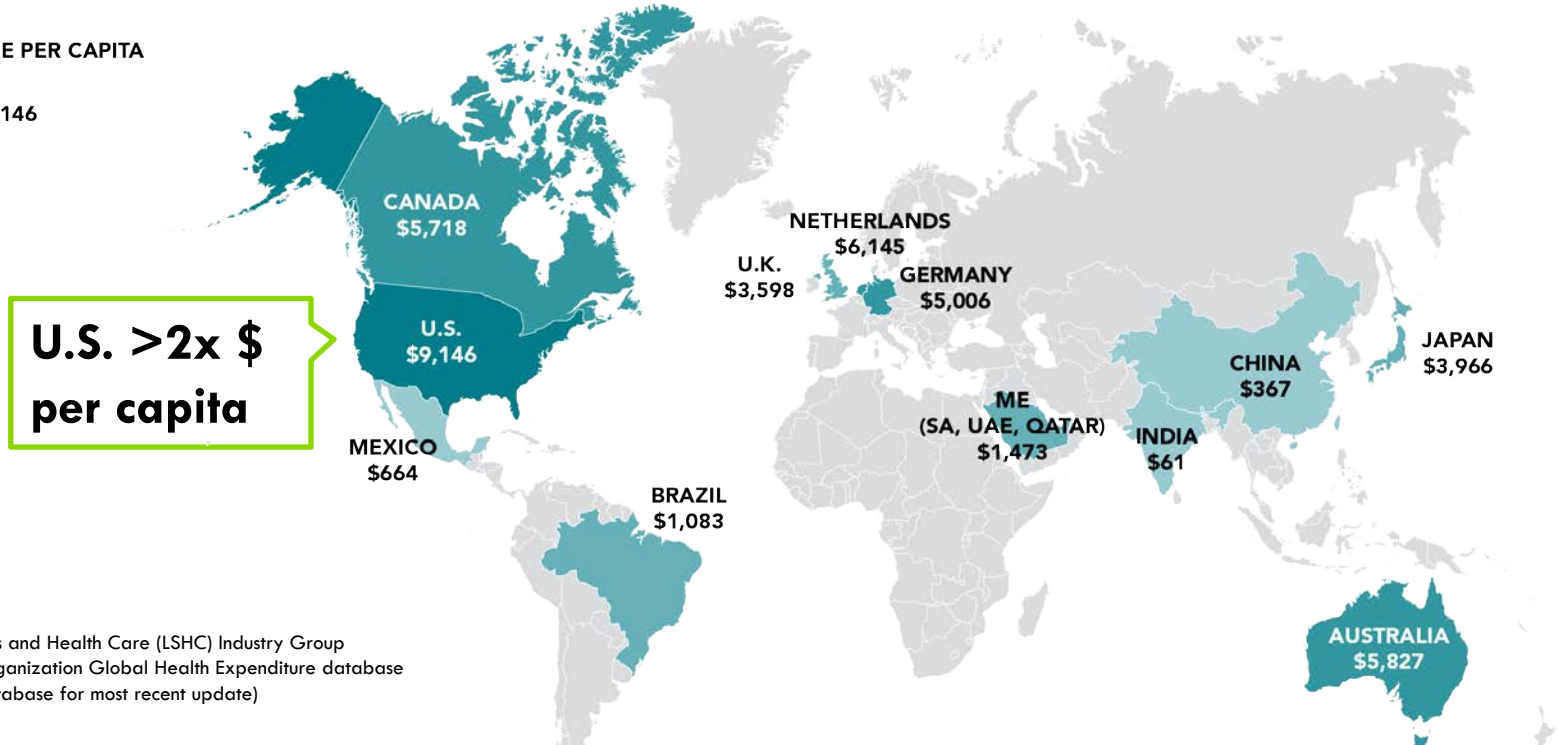 E PER CAPITA
146
CANADA
$5,718
NETHERLANDS
$6,145
U.K.
$3,598
GERMANY
$5,006
U.S. >2x $
per capita
U.S.
$9,146
JAPAN
$3,966
CHINA
$367
ME
(SA, UAE, QATAR)
$1,473
INDIA
$61
MEXICO
$664
BRAZIL
$1,083
AUSTRALIA
$5,827
s and Health Care (LSHC) Industry Group
ganization Global Health Expenditure database
tabase for most recent update)